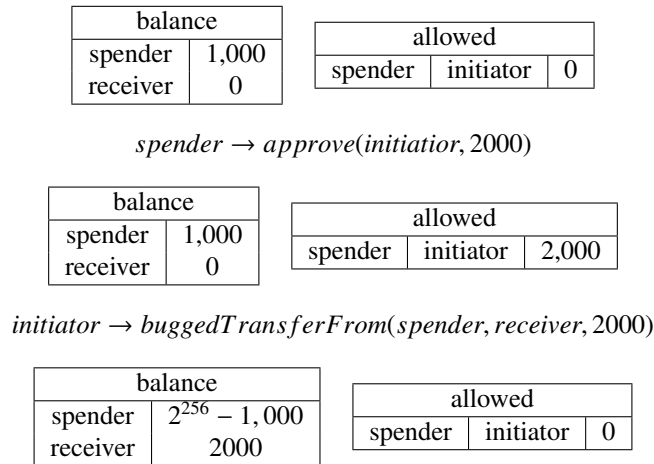 balance
spender 1,000
receiver 0
allowed
spender initiator 0
spender → approve(initiatior, 2000)
balance
spender 1,000
receiver 0
allowed
spender initiator 2,000
initiator → buggedTransferFrom(spender, receiver, 2000)
balance
spender 2²⁵⁶ − 1,000
receiver 2000
allowed
spender initiator 0